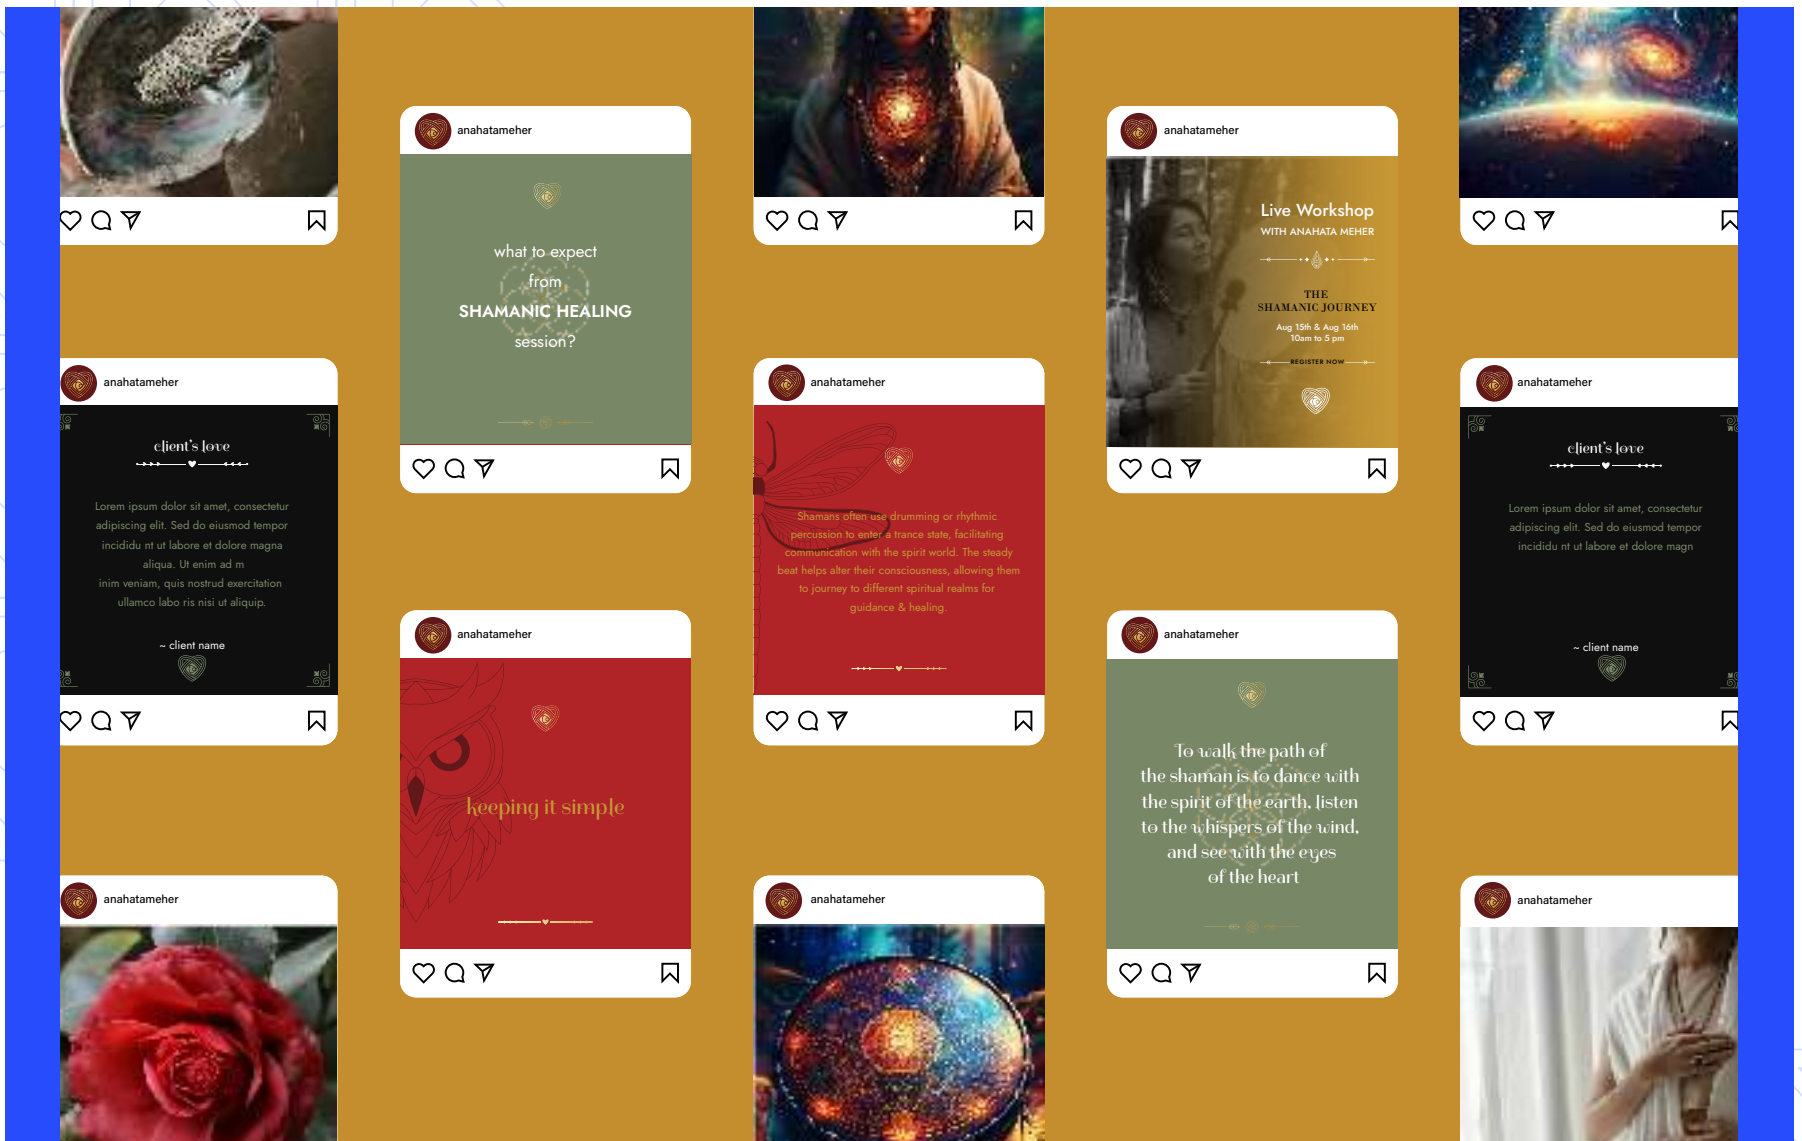 anahatameher
what to expect
from
SHAMANIC HEALING
session?
anahatameher
Live Workshop
WITH ANAHATA MEHER
THE
SHAMANIC JOURNEY
Aug 15th & Aug 16th
10am to 5 pm
REGISTER NOW
anahatameher
client's love
Lorem ipsum dolor sit amet, consectetur
adipiscing elit. Sed do eiusmod tempor
incididu nt ut labore et dolore magna
aliqua. Ut enim ad m
inim veniam, quis nostrud exercitation
ullamco labo ris nisi ut aliquip.
~ client name
anahatameher
Shamans often use drumming or rhythmic
percussion to enter a trance state, facilitating
communication with the spirit world. The steady
beat helps alter their consciousness, allowing them
to journey to different spiritual realms for
guidance & healing.
anahatameher
client's love
Lorem ipsum dolor sit amet, consectetur
adipiscing elit. Sed do eiusmod tempor
incididu nt ut labore et dolore magn
~ client name
anahatameher
keeping it simple
anahatameher
To walk the path of
the shaman is to dance with
the spirit of the earth, listen
to the whispers of the wind,
and see with the eyes
of the heart
anahatameher
anahatameher
anahatameher